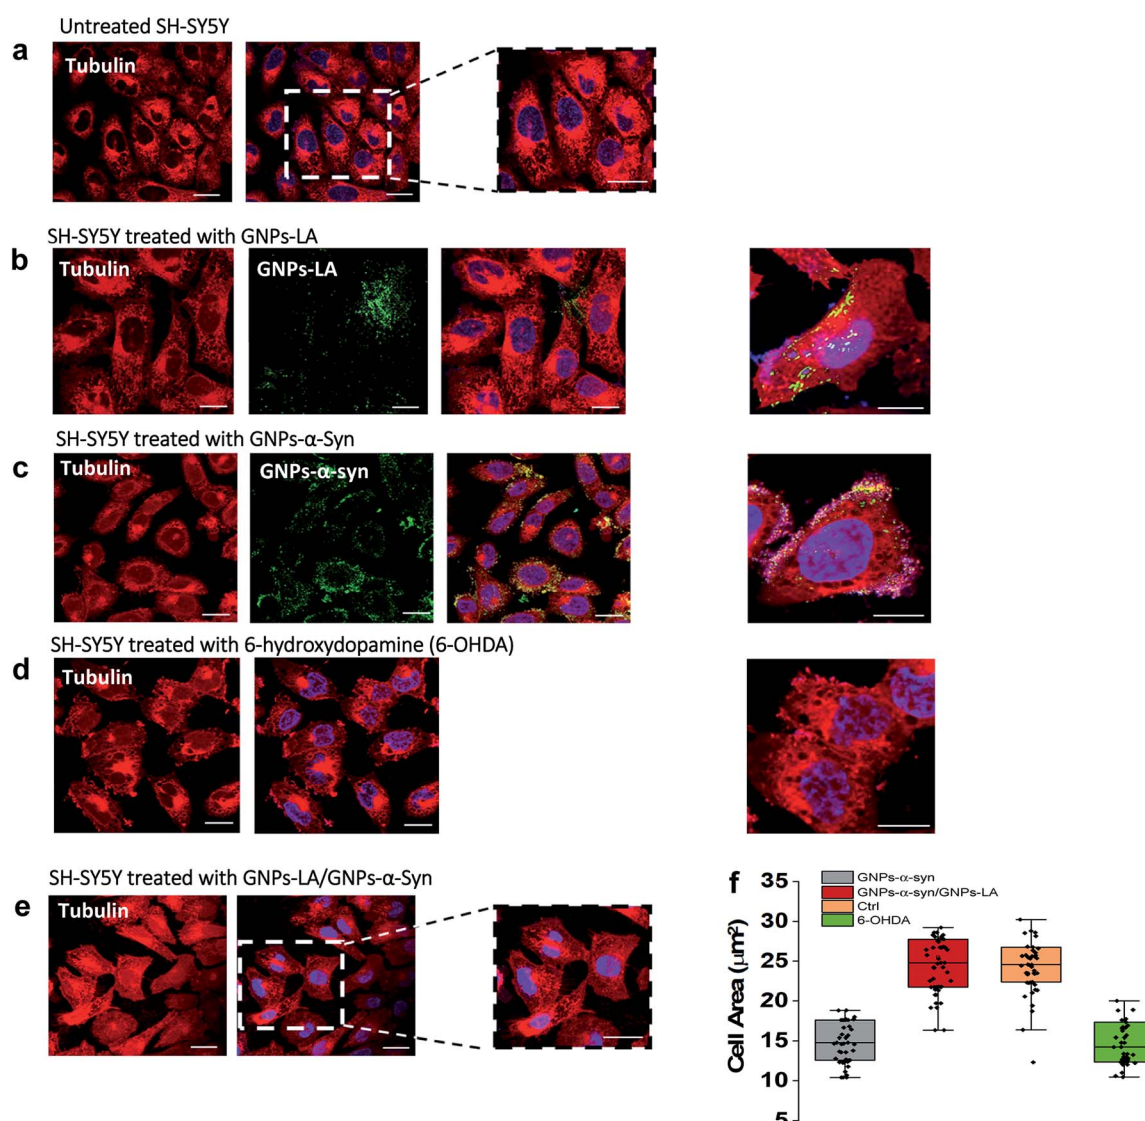 Untreated SH-SY5Y
a
Tubulin
SH-SY5Y treated with GNPs-LA
b
Tubulin
GNPs-LA
SH-SY5Y treated with GNPs-α-Syn
c
Tubulin
GNPs-α-syn
SH-SY5Y treated with 6-hydroxydopamine (6-OHDA)
d
Tubulin
SH-SY5Y treated with GNPs-LA/GNPs-α-Syn
e
Tubulin
f
GNPs-α-syn
GNPs-α-syn/GNPs-LA
Ctrl
6-OHDA
Cell Area (μm²)
35
30
25
20
15
10
5